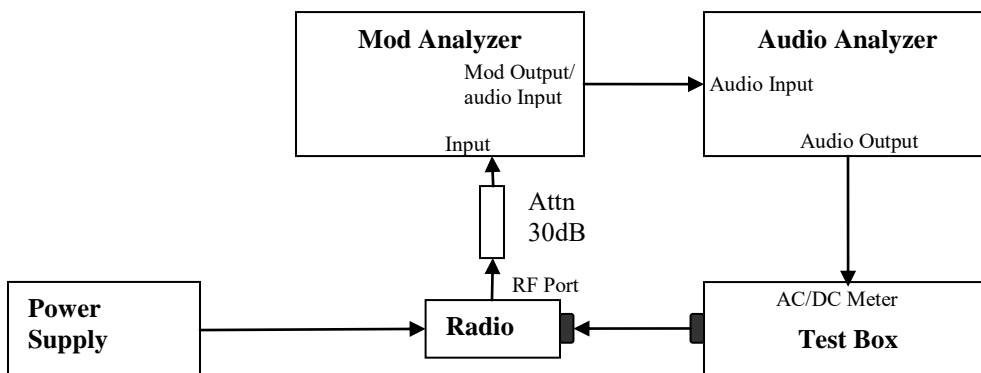 Mod Analyzer
Mod Output/
audio Input
Input
Audio Analyzer
Audio Input
Audio Output
Attn
30dB
RF Port
Power
Supply
Radio
AC/DC Meter
Test Box